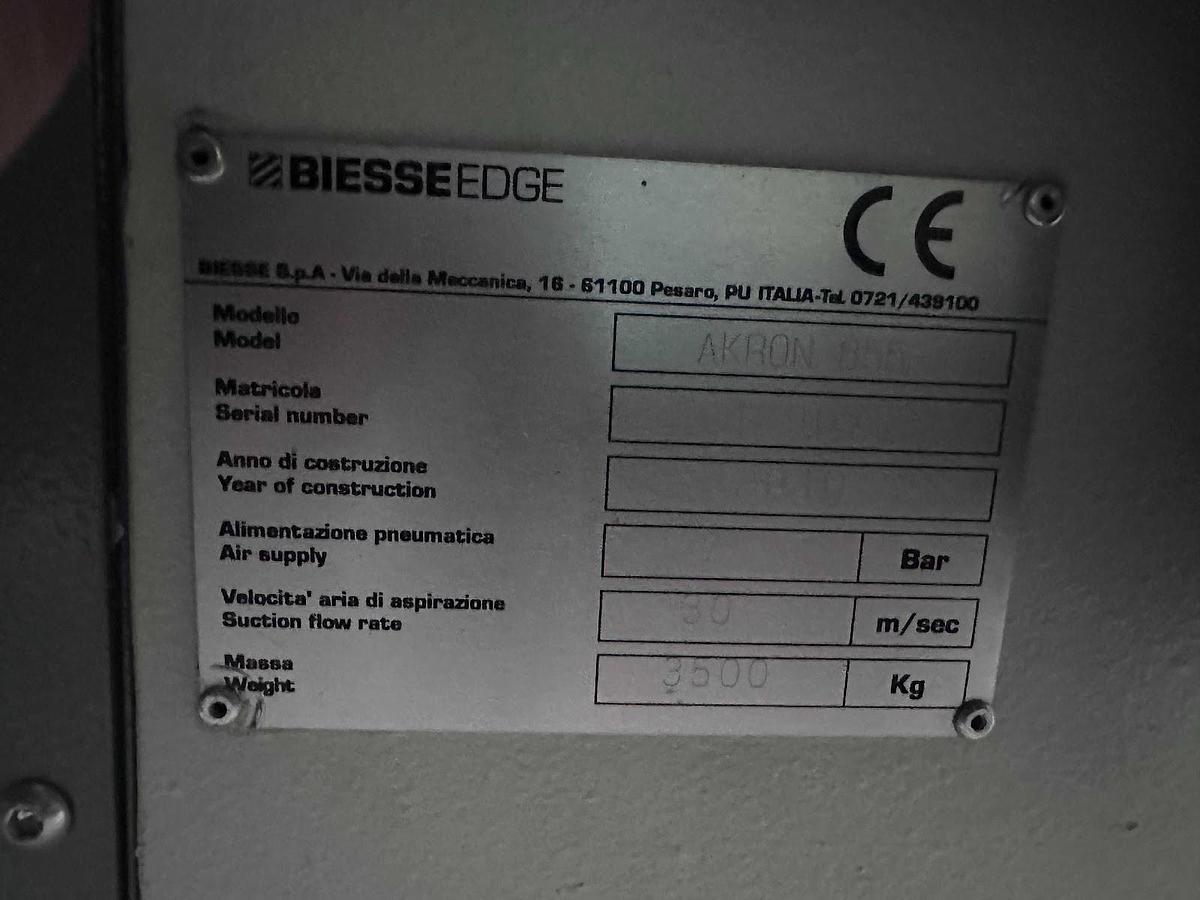 BIESSEEDGE
CE
BIESSE S.p.A - Via della Meccanica, 16 - 61100 Pesaro, PU ITALIA-Tel. 0721/439100
Modello
Model
AKRON
Matricola
Serial number
Anno di costruzione
Year of construction
Alimentazione pneumatica
Air supply
Bar
Velocita' aria di aspirazione
Suction flow rate
30 m/sec
Massa
Weight
3500 Kg